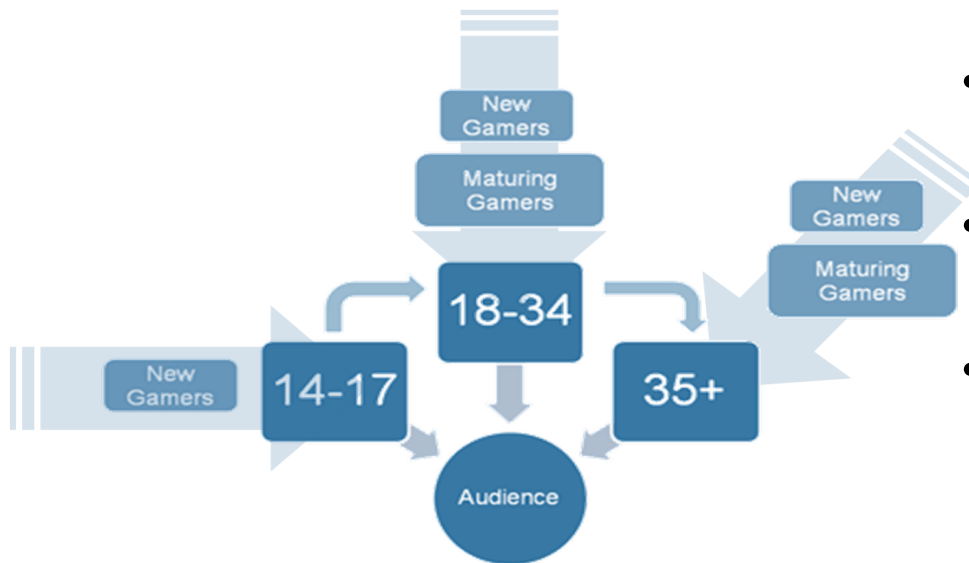 New
Gamers
Maturing
Gamers
New
Gamers
Maturing
Gamers
18-34
New
Gamers
14-17
35+
Audience